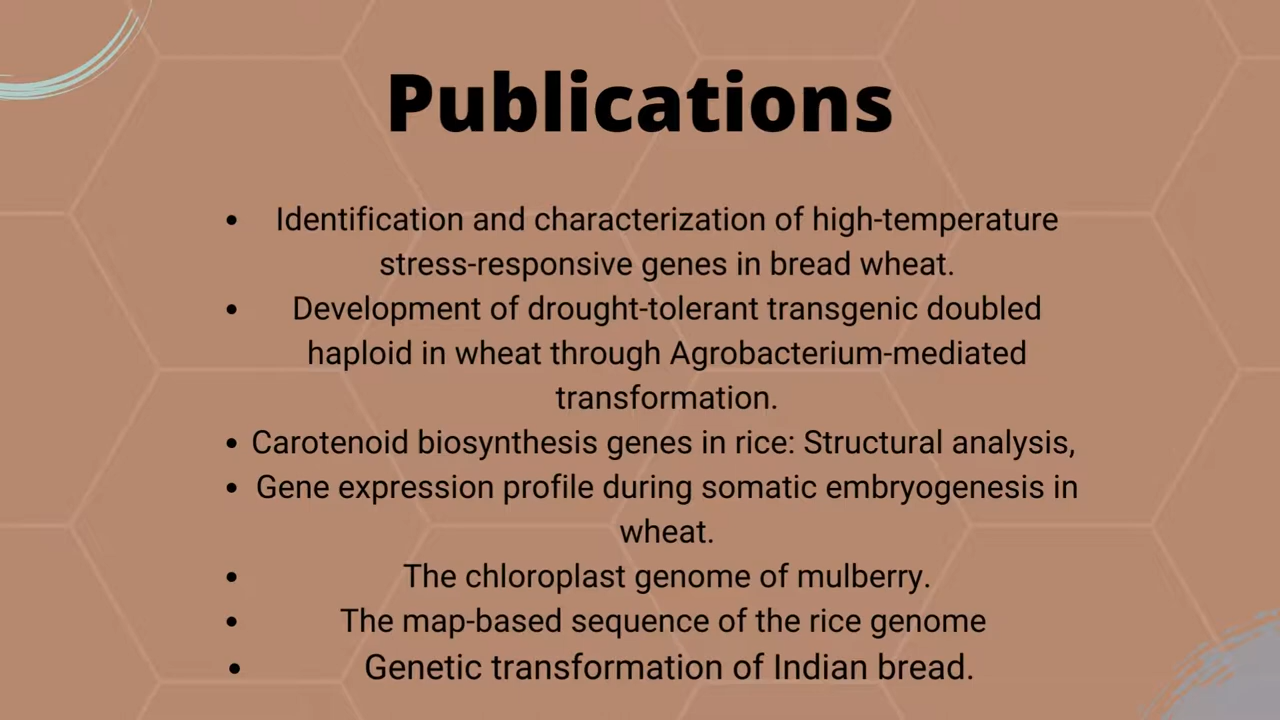 Publications
• Identification and characterization of high-temperature
stress-responsive genes in bread wheat.
• Development of drought-tolerant transgenic doubled
haploid in wheat through Agrobacterium-mediated
transformation.
• Carotenoid biosynthesis genes in rice: Structural analysis,
• Gene expression profile during somatic embryogenesis in
wheat.
• The chloroplast genome of mulberry.
• The map-based sequence of the rice genome
• Genetic transformation of Indian bread.